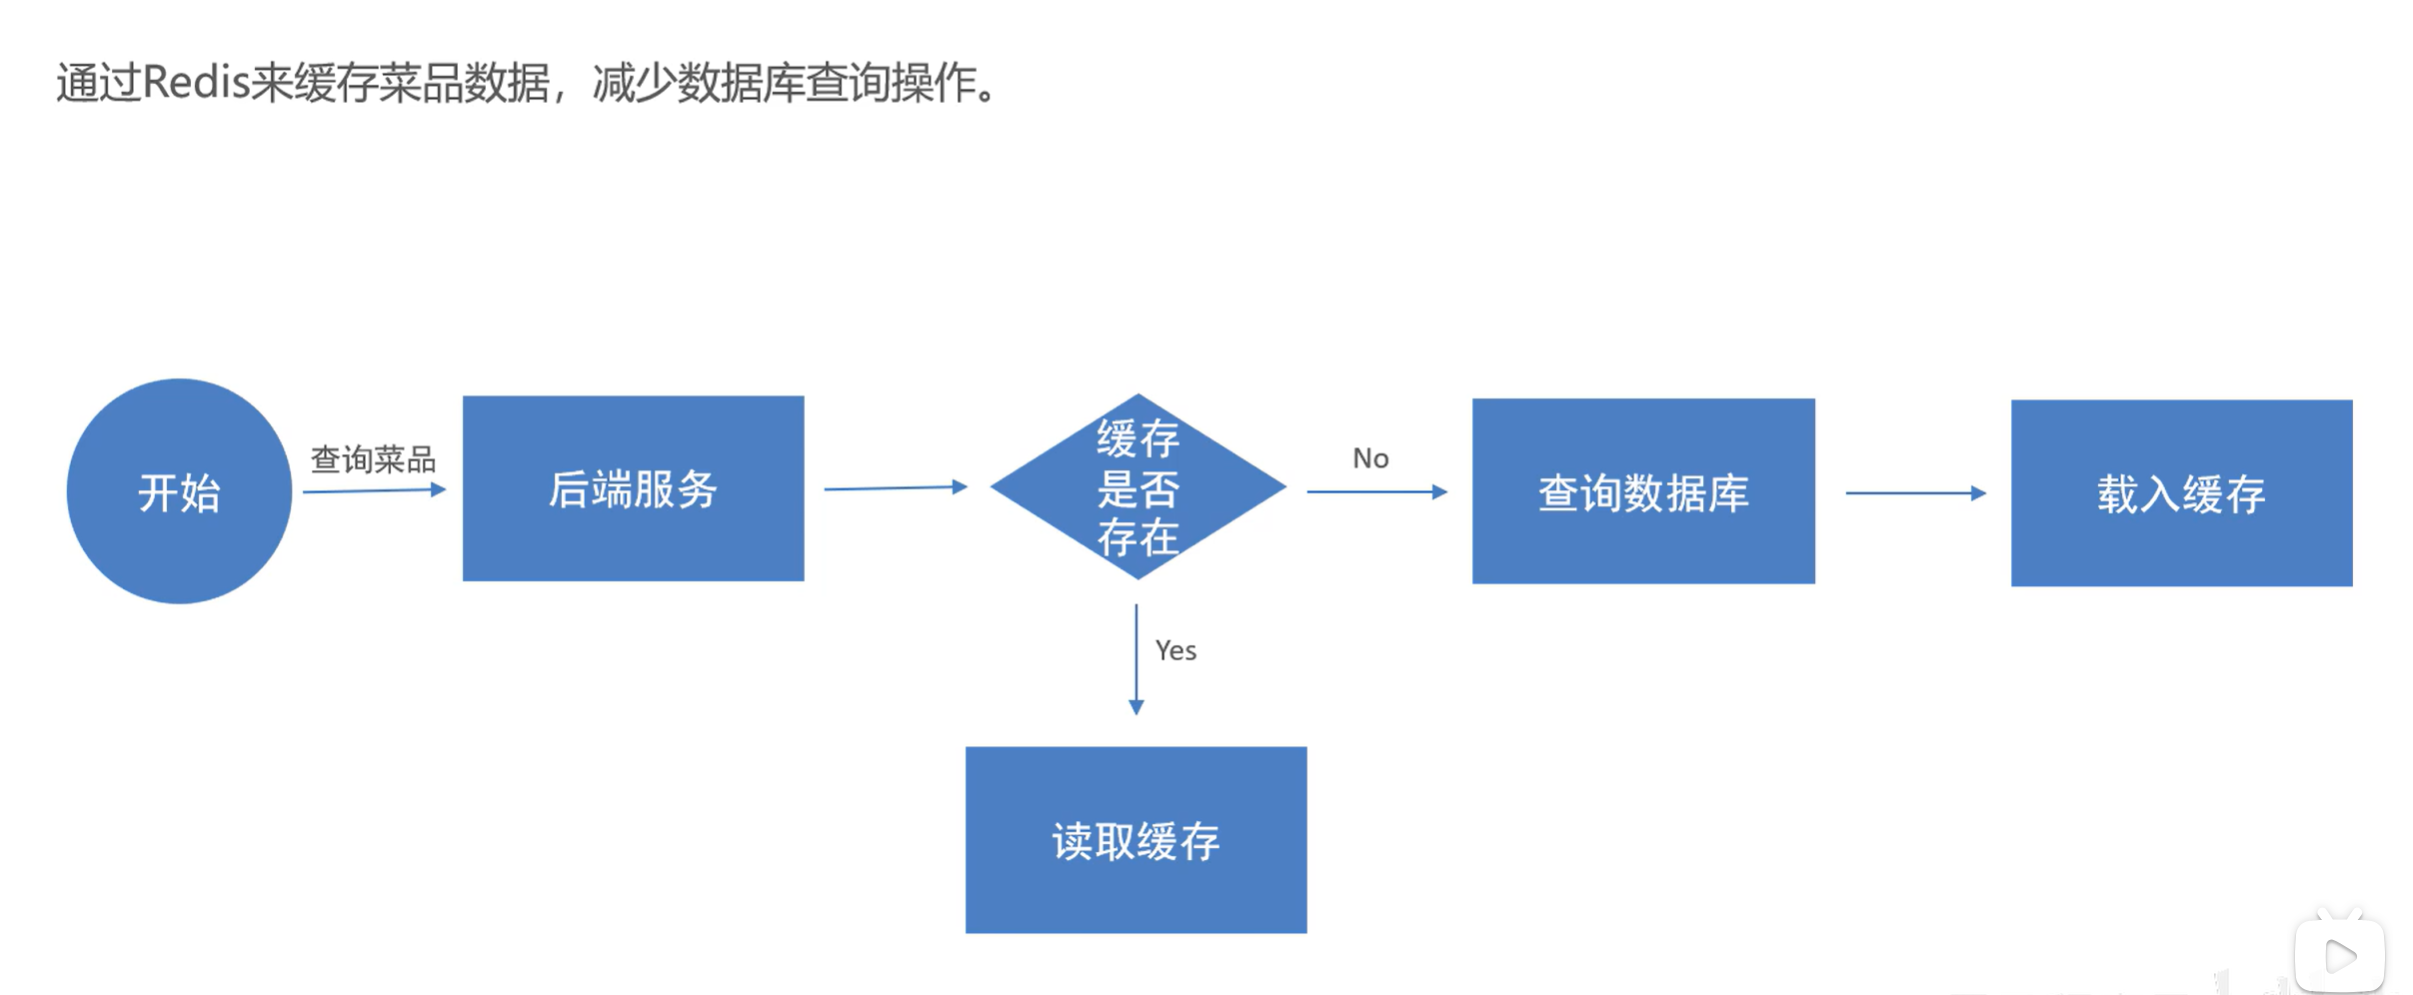 通过Redis来缓存菜品数据，减少数据库查询操作。
开始
查询菜品
后端服务
缓存
是否
存在
No
查询数据库
载入缓存
Yes
读取缓存